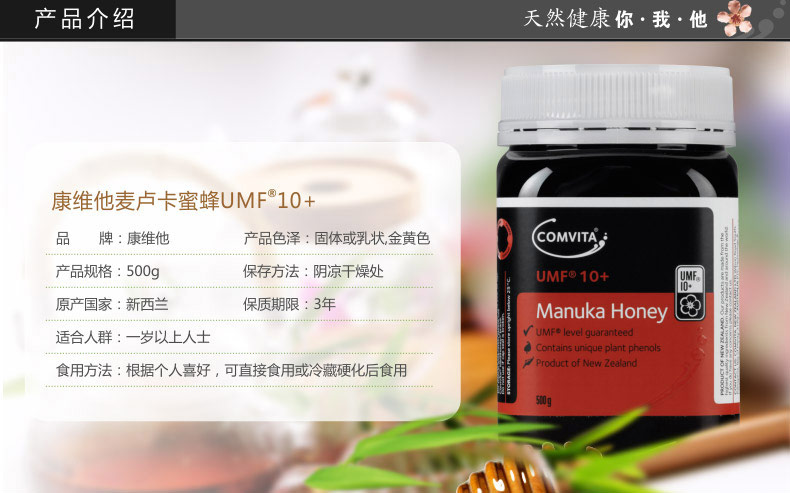 产品介绍
天然健康 你·我·他
康维他麦卢卡蜜蜂UMF®10+
品 牌：康维他 产品色泽：固体或乳状,金黄色
产品规格：500g 保存方法：阴凉干燥处
原产国家：新西兰 保质期限：3年
适合人群：一岁以上人士
食用方法：根据个人喜好，可直接食用或冷藏硬化后食用
COMVITA
UMF® 10+
UMF®
10+
Manuka Honey
UMF® level guaranteed
Contains unique plant phenols
Product of New Zealand
500g